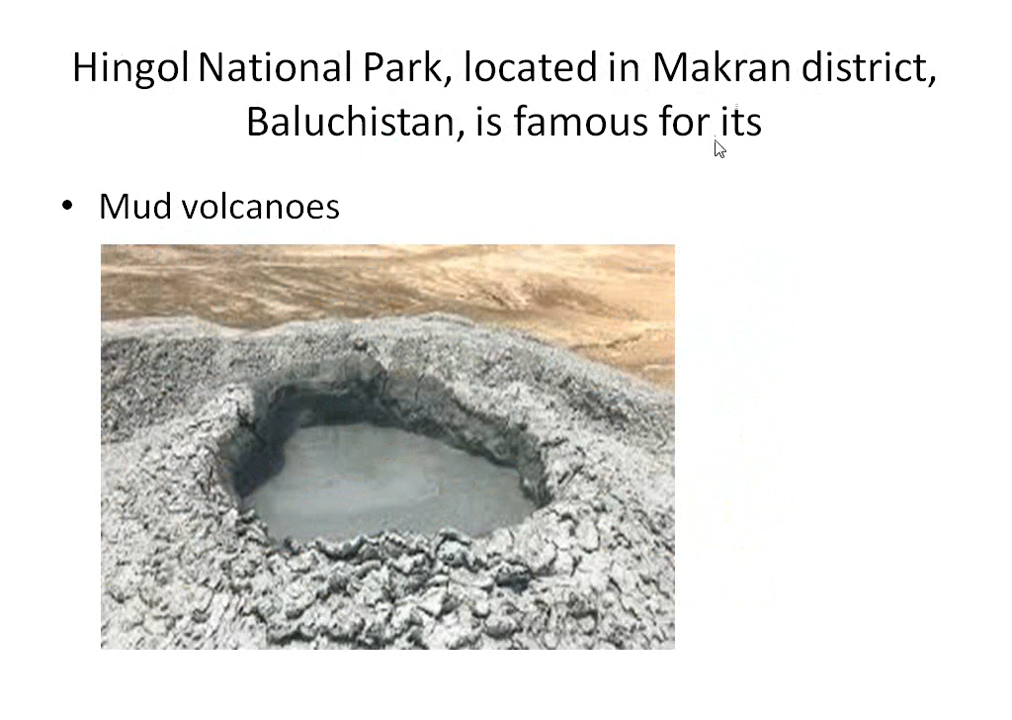 Hingol National Park, located in Makran district,
Baluchistan, is famous for its
• Mud volcanoes